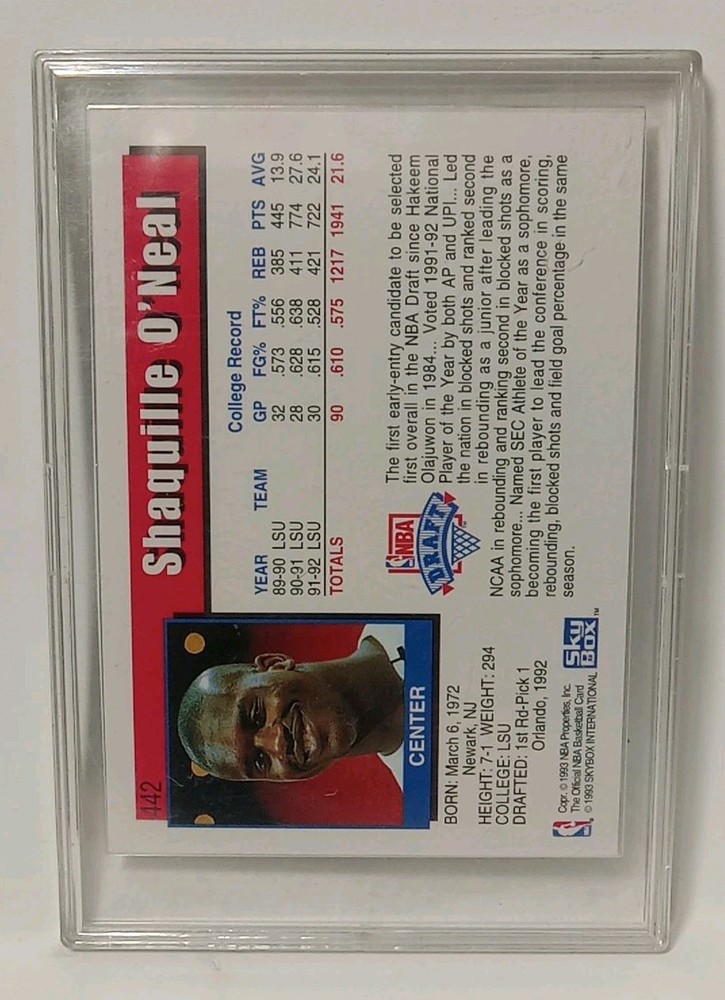 442
Shaquille O'Neal
CENTER
BORN: March 6, 1972
Newark, NJ
HEIGHT: 7-1 WEIGHT: 294
COLLEGE: LSU
DRAFTED: 1st Rd-Pick 1
Orlando, 1992
College Record
YEAR TEAM GP FG% FT% REB PTS AVG
89-90 LSU 32 .573 .556 385 445 13.9
90-91 LSU 28 .628 .638 411 774 27.6
91-92 LSU 30 .615 .528 421 722 24.1
TOTALS 90 .610 .575 1217 1941 21.6
NBA
DRAFT
The first early-entry candidate to be selected
first overall in the NBA Draft since Hakeem
Olajuwon in 1984... Voted 1991-92 National
Player of the Year by both AP and UPI... Led
the nation in blocked shots and ranked second
in rebounding as a junior after leading the
NCAA in rebounding and ranking second in blocked shots as a
sophomore... Named SEC Athlete of the Year as a sophomore,
becoming the first player to lead the conference in scoring,
rebounding, blocked shots and field goal percentage in the same
season.
Copr. © 1993 NBA Properties, Inc.
The Official NBA Basketball Card
© 1993 SKYBOX INTERNATIONAL
SKY
BOX™